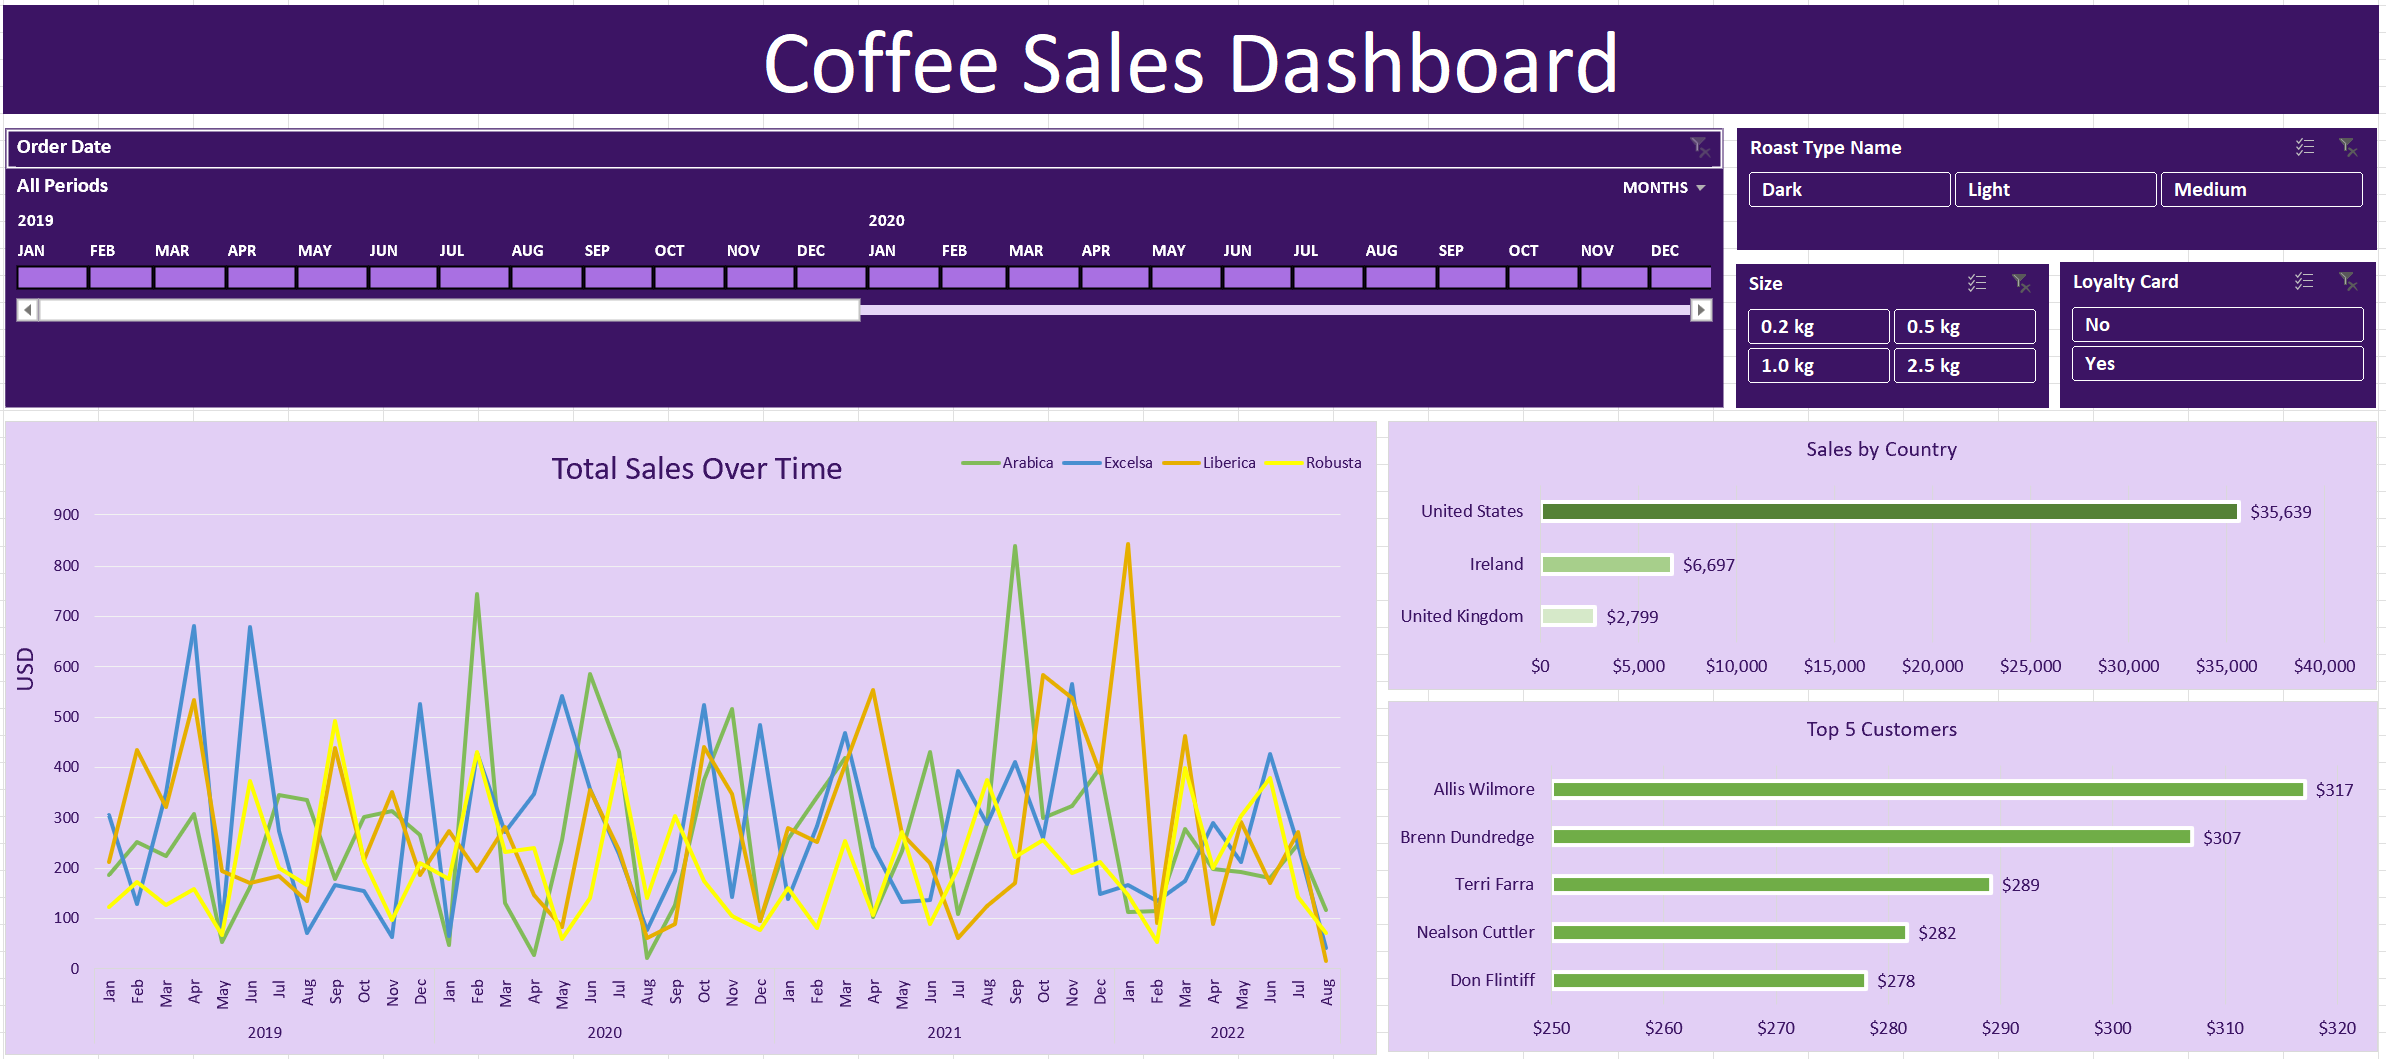 Coffee Sales Dashboard
Order Date
All Periods
MONTHS
2019 2020
JAN FEB MAR APR MAY JUN JUL AUG SEP OCT NOV DEC JAN FEB MAR APR MAY JUN JUL AUG SEP OCT NOV DEC
Roast Type Name
Dark Light Medium
Size
0.2 kg 0.5 kg
1.0 kg 2.5 kg
Loyalty Card
No
Yes
Total Sales Over Time
Arabica Excelsa Liberica Robusta
USD
900
800
700
600
500
400
300
200
100
0
Jan Feb Mar Apr May Jun Jul Aug Sep Oct Nov Dec Jan Feb Mar Apr May Jun Jul Aug Sep Oct Nov Dec Jan Feb Mar Apr May Jun Jul Aug Sep Oct Nov Dec Jan Feb Mar Apr May Jun Jul Aug
2019 2020 2021 2022
Sales by Country
United States $35,639
Ireland $6,697
United Kingdom $2,799
$0 $5,000 $10,000 $15,000 $20,000 $25,000 $30,000 $35,000 $40,000
Top 5 Customers
Allis Wilmore $317
Brenn Dundredge $307
Terri Farra $289
Nealson Cuttler $282
Don Flintiff $278
$250 $260 $270 $280 $290 $300 $310 $320